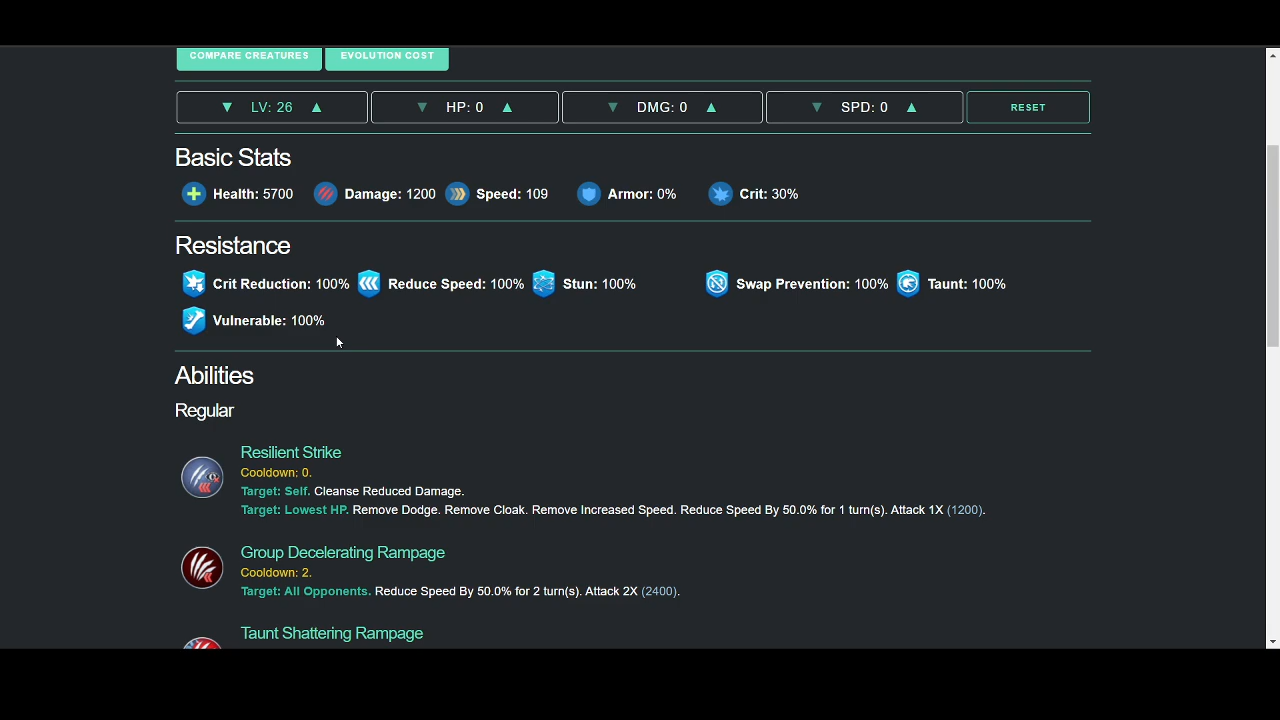 COMPARE CREATURES EVOLUTION COST
▼ LV: 26 ▲ ▼ HP: 0 ▲ ▼ DMG: 0 ▲ ▼ SPD: 0 ▲ RESET
Basic Stats
Health: 5700 Damage: 1200 Speed: 109 Armor: 0% Crit: 30%
Resistance
Crit Reduction: 100% Reduce Speed: 100% Stun: 100% Swap Prevention: 100% Taunt: 100%
Vulnerable: 100%
Abilities
Regular
Resilient Strike
Cooldown: 0.
Target: Self. Cleanse Reduced Damage.
Target: Lowest HP. Remove Dodge. Remove Cloak. Remove Increased Speed. Reduce Speed By 50.0% for 1 turn(s). Attack 1X (1200).
Group Decelerating Rampage
Cooldown: 2.
Target: All Opponents. Reduce Speed By 50.0% for 2 turn(s). Attack 2X (2400).
Taunt Shattering Rampage